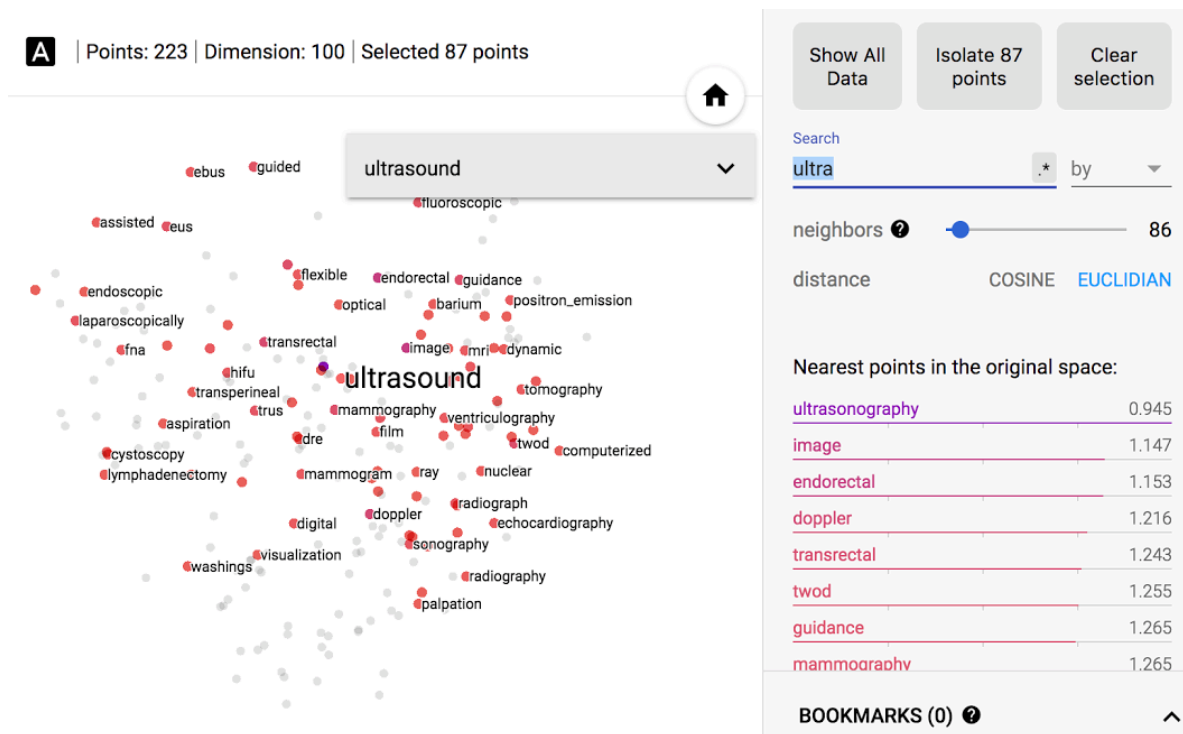 A | Points: 223 | Dimension: 100 | Selected 87 points
ultrasound
ebus
guided
fluoroscopic
assisted
eus
flexible
endorectal
guidance
endoscopic
optical
barium
positron_emission
laparoscopically
transrectal
fna
image
mri
dynamic
hifu
ultrasound
transperineal
tomography
trus
mammography
ventriculography
aspiration
film
dre
twod
computerized
cystoscopy
lymphadenectomy
mammogram
ray
nuclear
radiograph
doppler
digital
echocardiography
sonography
visualization
washings
radiography
palpation
Show All Data
Isolate 87 points
Clear selection
Search
ultra .* by
neighbors ? 86
distance COSINE EUCLIDIAN
Nearest points in the original space:
ultrasonography 0.945
image 1.147
endorectal 1.153
doppler 1.216
transrectal 1.243
twod 1.255
guidance 1.265
mammography 1.265
BOOKMARKS (0) ?